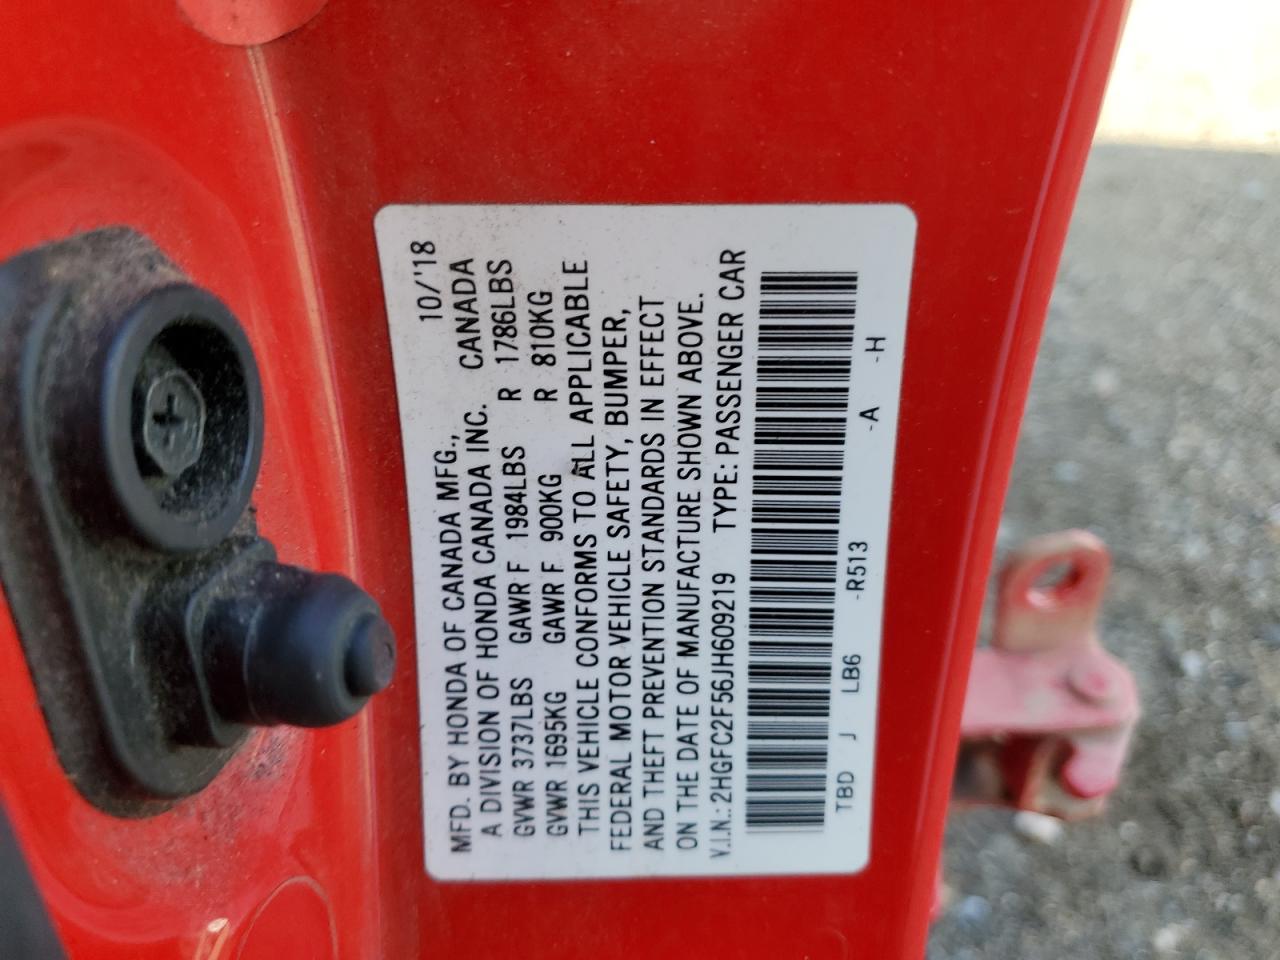 10/'18
MFD. BY HONDA OF CANADA MFG.,
A DIVISION OF HONDA CANADA INC. CANADA
GVWR 3737LBS GAWR F 1984LBS R 1786LBS
GVWR 1695KG GAWR F 900KG R 810KG
THIS VEHICLE CONFORMS TO ALL APPLICABLE
FEDERAL MOTOR VEHICLE SAFETY, BUMPER,
AND THEFT PREVENTION STANDARDS IN EFFECT
ON THE DATE OF MANUFACTURE SHOWN ABOVE.
V.I.N.: 2HGFC2F56JH609219 TYPE: PASSENGER CAR
TBD J LB6 -R513 -A -H